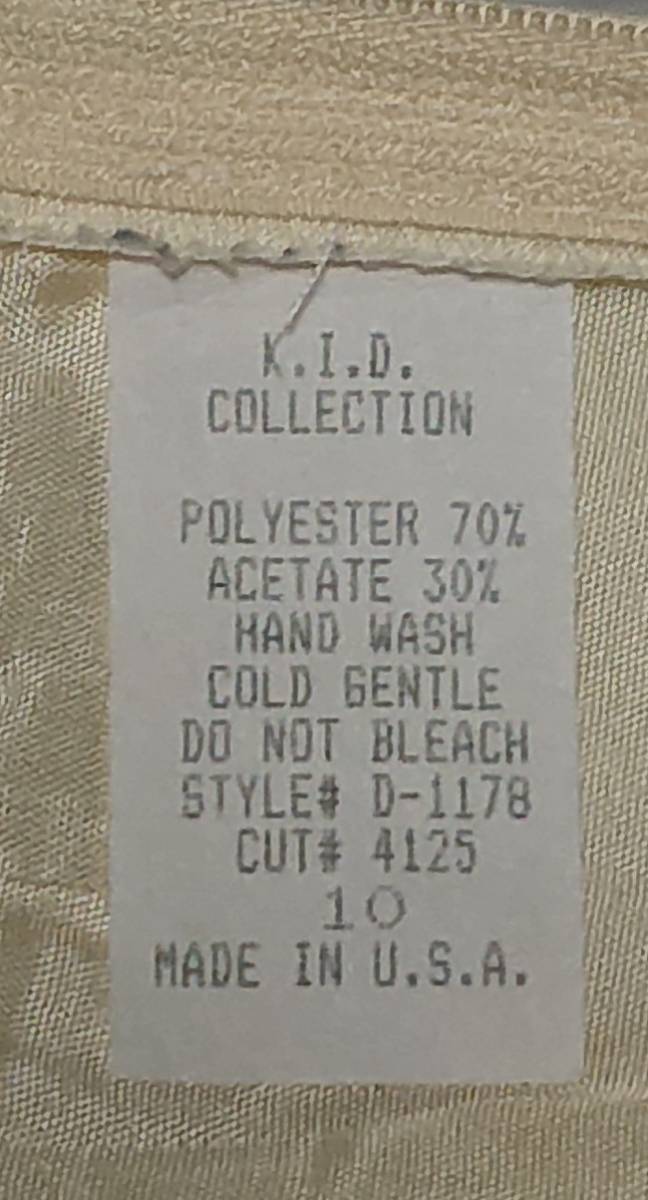 K.I.D.
COLLECTION
POLYESTER 70%
ACETATE 30%
HAND WASH
COLD GENTLE
DO NOT BLEACH
STYLE# D-1178
CUT# 4125
10
MADE IN U.S.A.